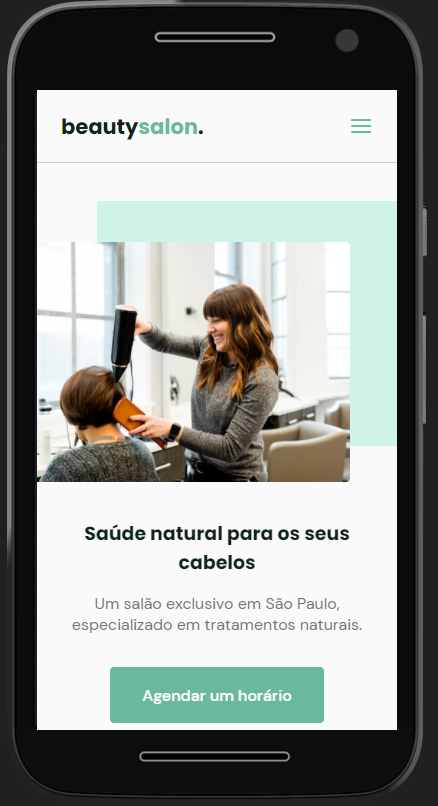 beautysalon.
Saúde natural para os seus
cabelos
Um salão exclusivo em São Paulo,
especializado em tratamentos naturais.
Agendar um horário